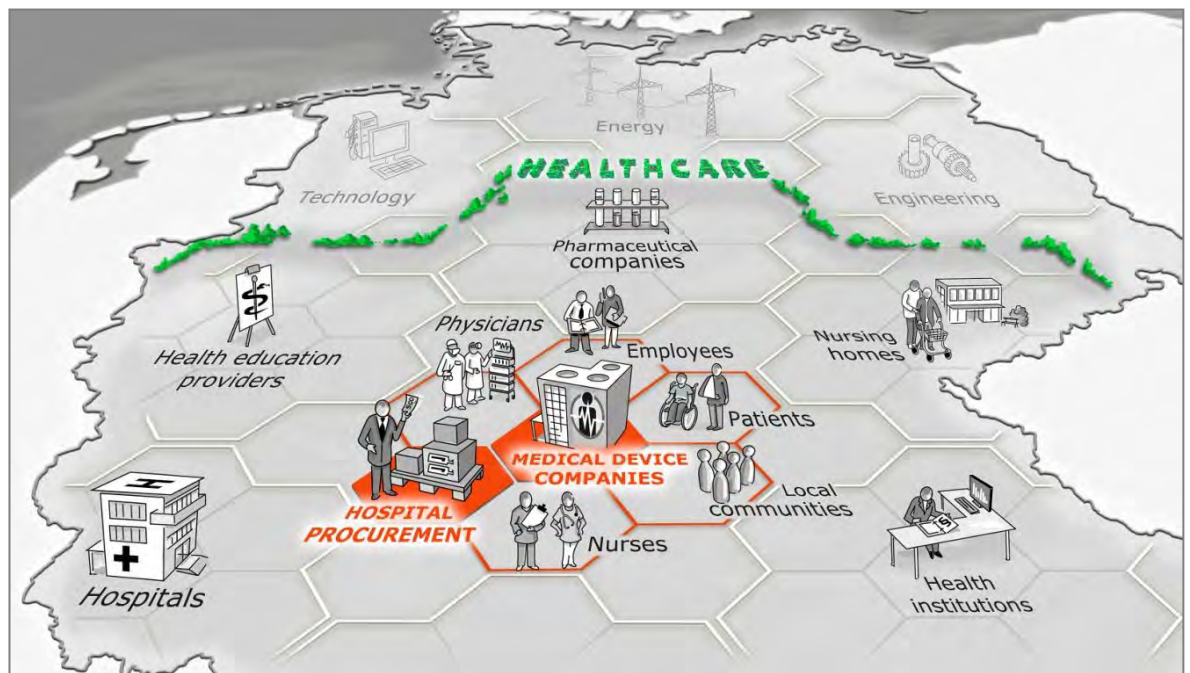 Energy
Technology
HEALTHCARE
Engineering
Pharmaceutical
companies
Physicians
Health education
providers
Employees
Nursing
homes
Patients
MEDICAL DEVICE
COMPANIES
HOSPITAL
PROCUREMENT
Local
communities
Nurses
Hospitals
H
Health
institutions